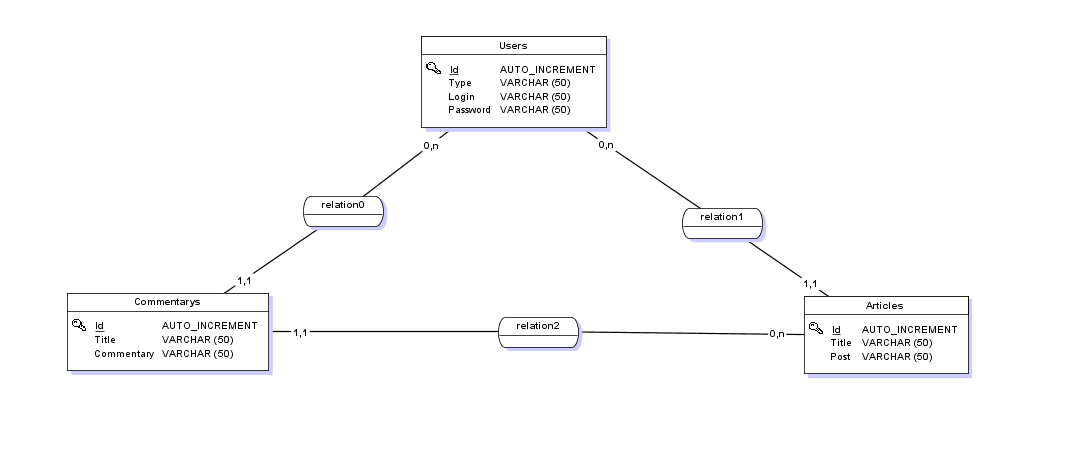 Users
Id AUTO_INCREMENT
Type VARCHAR (50)
Login VARCHAR (50)
Password VARCHAR (50)
0,n
0,n
relation0
relation1
1,1
1,1
Commentarys
Id AUTO_INCREMENT
Title VARCHAR (50)
Commentary VARCHAR (50)
1,1
relation2
0,n
Articles
Id AUTO_INCREMENT
Title VARCHAR (50)
Post VARCHAR (50)